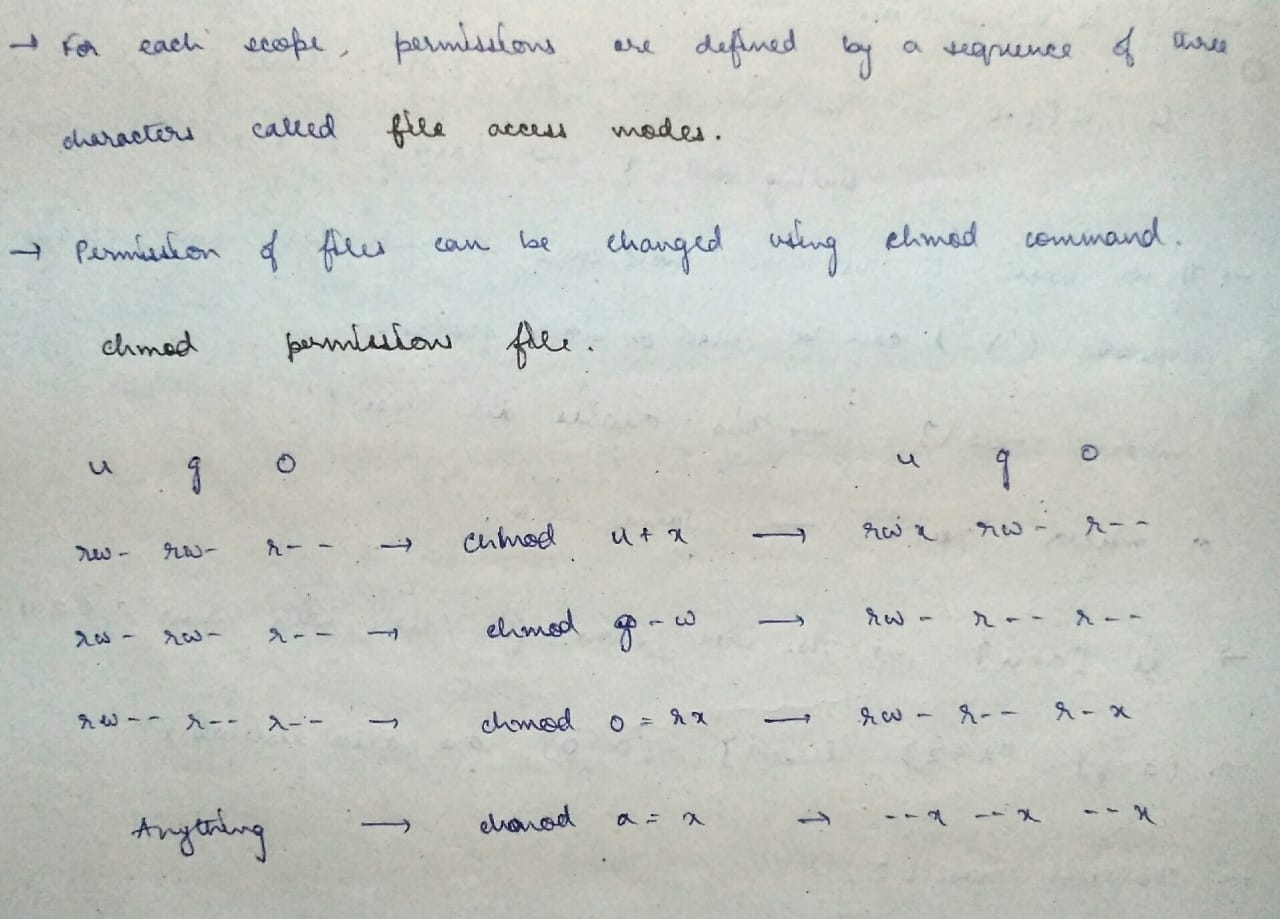 → For each scope, permissions are defined by a sequence of three
characters called file access modes.
→ Permission of files can be changed using chmod command.
chmod permission file.
u g o u g o
rw- rw- r-- → chmod u+x → rwx rw- r--
rw- rw- r-- → chmod g-w → rw- r-- r--
rw-- r-- r-- → chmod o=rx → rw- r-- r-x
Anything → chmod a=x → --x --x --x